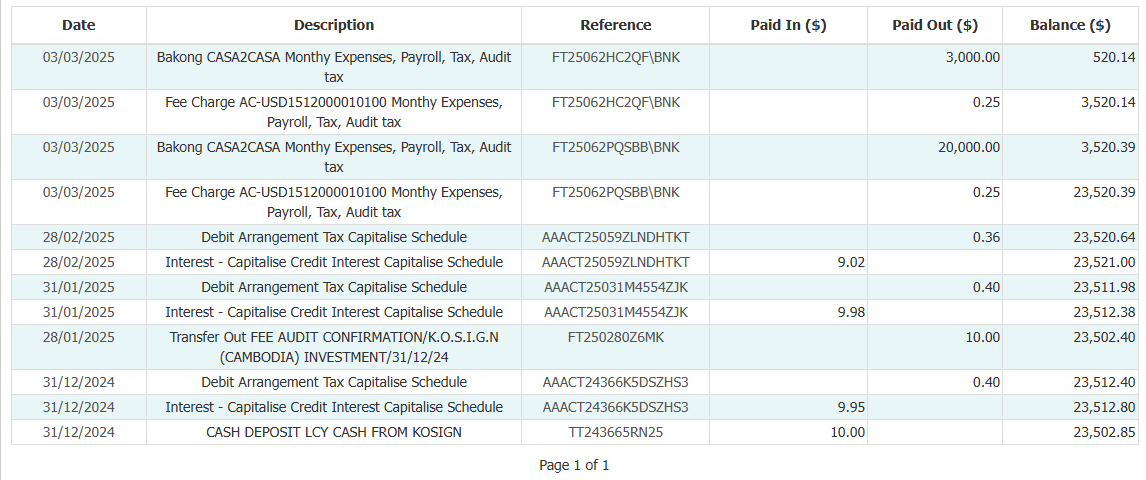 Date Description Reference Paid In ($) Paid Out ($) Balance ($)
03/03/2025 Bakong CASA2CASA Monthy Expenses, Payroll, Tax, Audit FT25062HC2QF\BNK 3,000.00 520.14
tax
03/03/2025 Fee Charge AC-USD1512000010100 Monthy Expenses, FT25062HC2QF\BNK 0.25 3,520.14
Payroll, Tax, Audit tax
03/03/2025 Bakong CASA2CASA Monthy Expenses, Payroll, Tax, Audit FT25062PQSBB\BNK 20,000.00 3,520.39
tax
03/03/2025 Fee Charge AC-USD1512000010100 Monthy Expenses, FT25062PQSBB\BNK 0.25 23,520.39
Payroll, Tax, Audit tax
28/02/2025 Debit Arrangement Tax Capitalise Schedule AAACT25059ZLNDHTKT 0.36 23,520.64
28/02/2025 Interest - Capitalise Credit Interest Capitalise Schedule AAACT25059ZLNDHTKT 9.02 23,521.00
31/01/2025 Debit Arrangement Tax Capitalise Schedule AAACT25031M4554ZJK 0.40 23,511.98
31/01/2025 Interest - Capitalise Credit Interest Capitalise Schedule AAACT25031M4554ZJK 9.98 23,512.38
28/01/2025 Transfer Out FEE AUDIT CONFIRMATION/K.O.S.I.G.N FT250280Z6MK 10.00 23,502.40
(CAMBODIA) INVESTMENT/31/12/24
31/12/2024 Debit Arrangement Tax Capitalise Schedule AAACT24366K5DSZHS3 0.40 23,512.40
31/12/2024 Interest - Capitalise Credit Interest Capitalise Schedule AAACT24366K5DSZHS3 9.95 23,512.80
31/12/2024 CASH DEPOSIT LCY CASH FROM KOSIGN TT243665RN25 10.00 23,502.85
Page 1 of 1